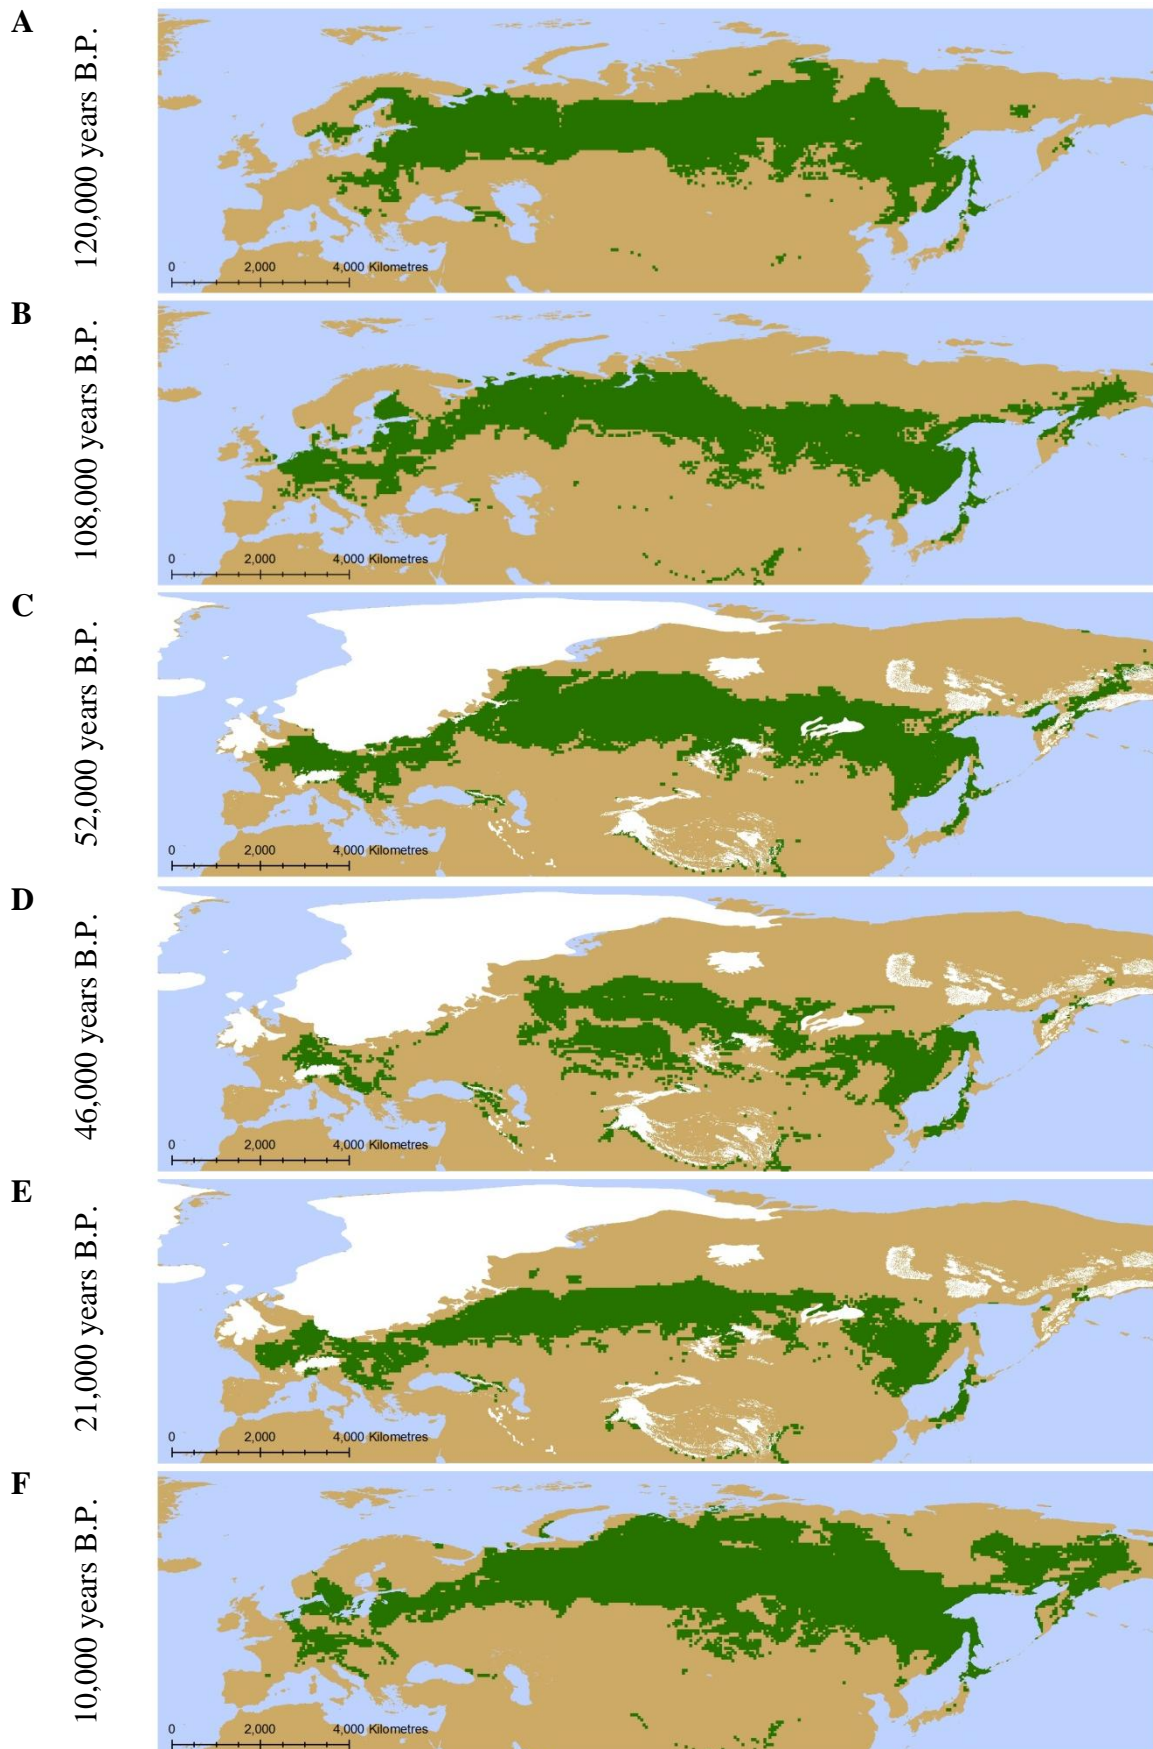 A
120,000 years B.P.
0 2,000 4,000 Kilometres
B
108,000 years B.P.
0 2,000 4,000 Kilometres
C
52,000 years B.P.
0 2,000 4,000 Kilometres
D
46,000 years B.P.
0 2,000 4,000 Kilometres
E
21,000 years B.P.
0 2,000 4,000 Kilometres
F
10,000 years B.P.
0 2,000 4,000 Kilometres